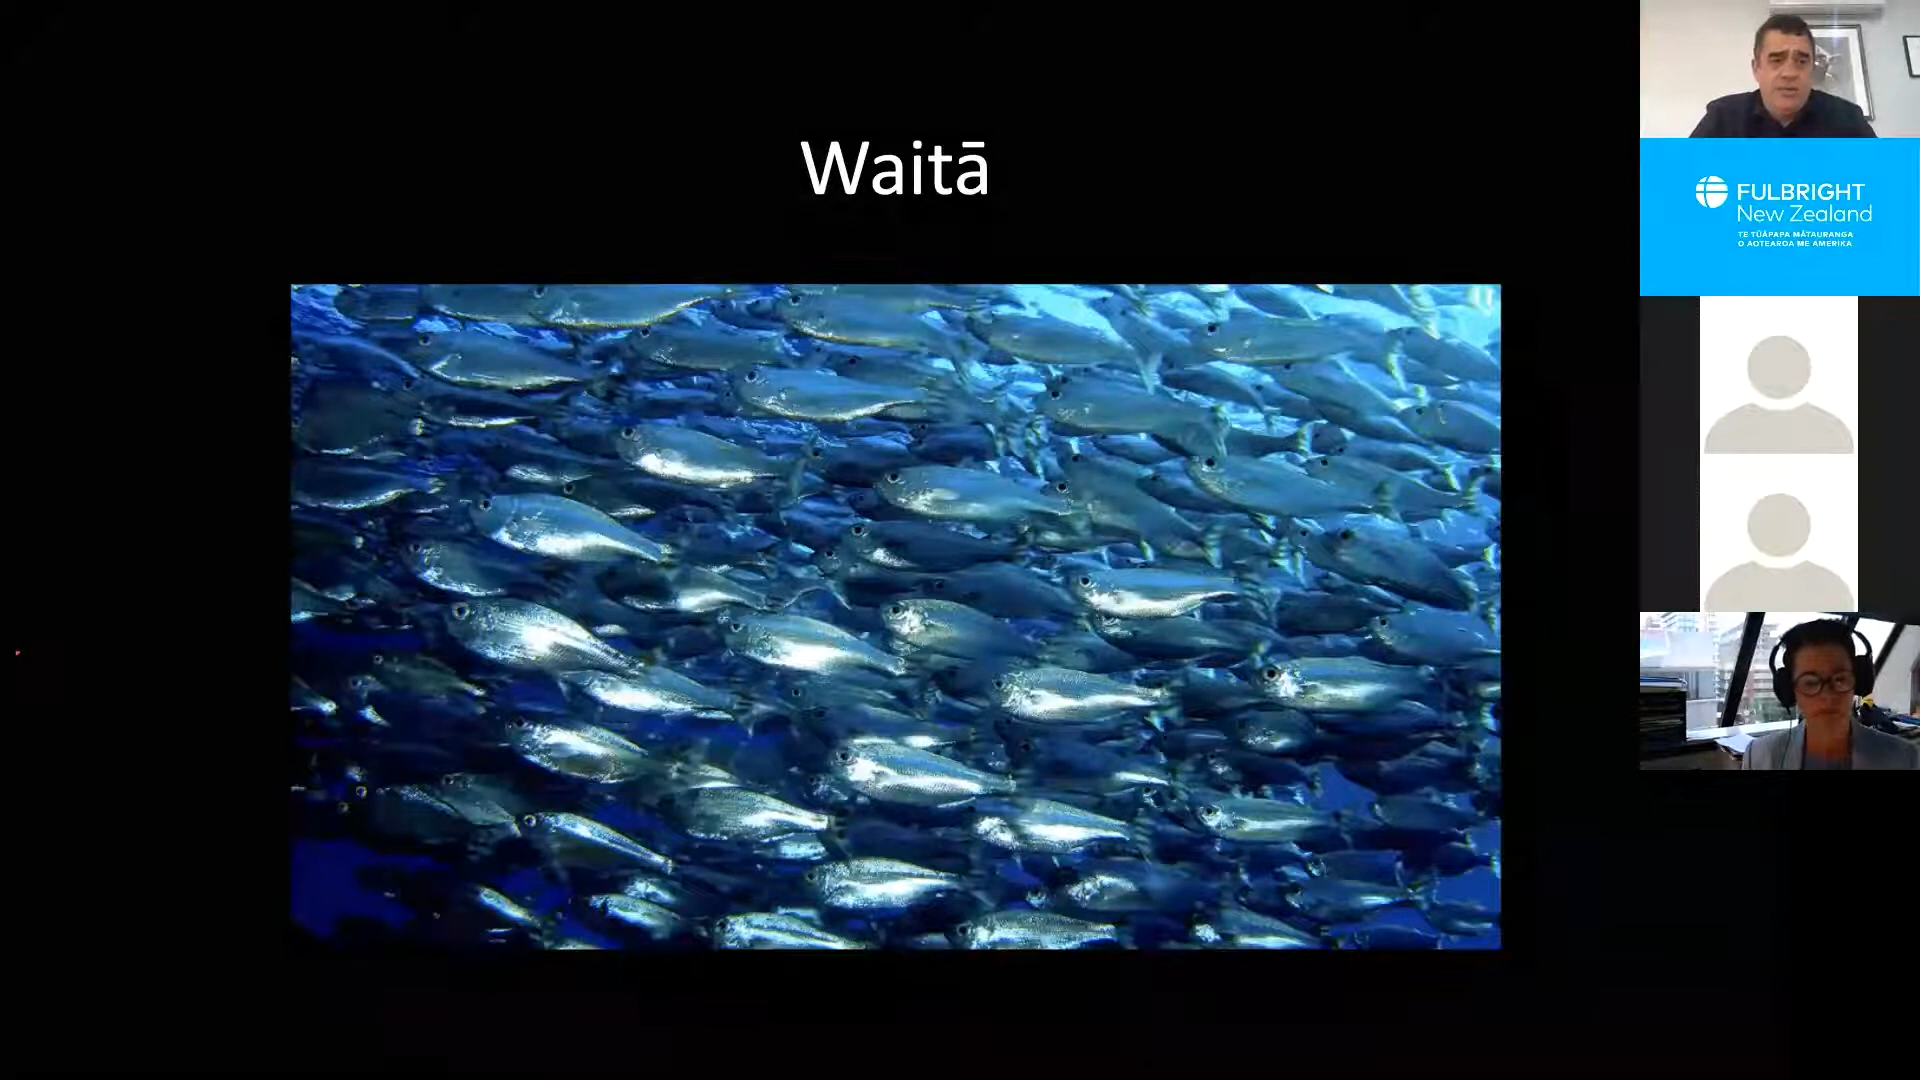 Waitā
FULBRIGHT
New Zealand
TE TŪĀPAPA MĀTAURANGA
O AOTEAROA ME AMERIKA